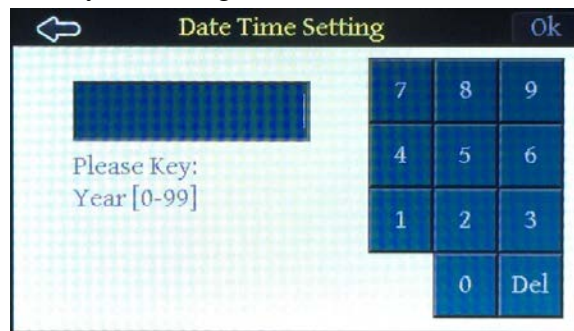 Date Time Setting
Ok
Please Key:
Year [0-99]
7 8 9
4 5 6
1 2 3
0 Del